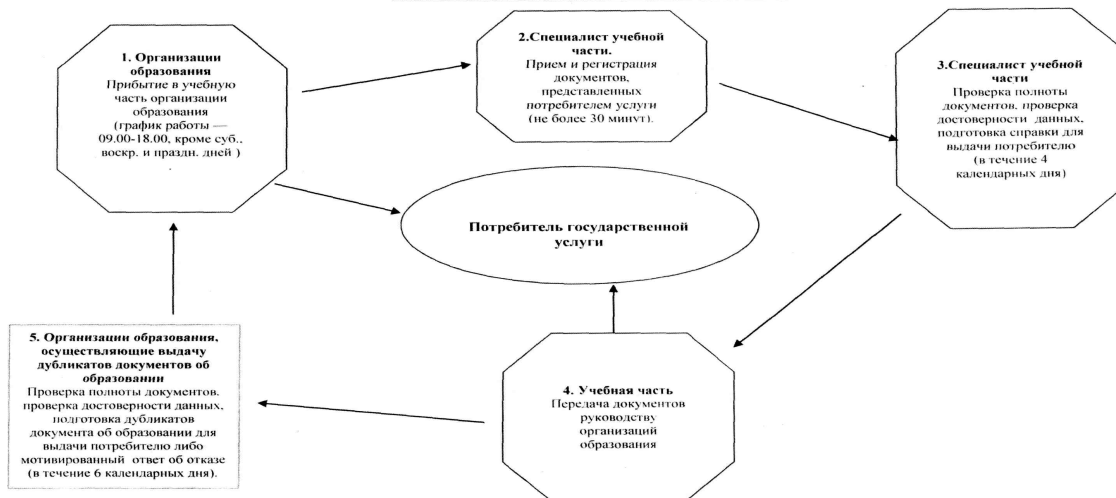 1. Организации
образования
Прибытие в учебную
часть организации
образования
(график работы —
09.00-18.00, кроме суб.,
воскр. и праздн. дней )
.
2.Специалист учебной
части.
Прием и регистрация
документов,
представленных
потребителем услуги
(не более 30 минут).
3.Специалист учебной
части
Проверка полноты
документов, проверка
достоверности данных,
подготовка справки для
выдачи потребителю
(в течение 4
календарных дня)
Потребитель государственной
услуги
4. Учебная часть
Передача документов
руководству
организаций
образования
5. Организации образования,
осуществляющие выдачу
дубликатов документов об
образовании
Проверка полноты документов,
проверка достоверности данных,
подготовка дубликатов
документа об образовании для
выдачи потребителю либо
мотивированный ответ об отказе
(в течение 6 календарных дня).